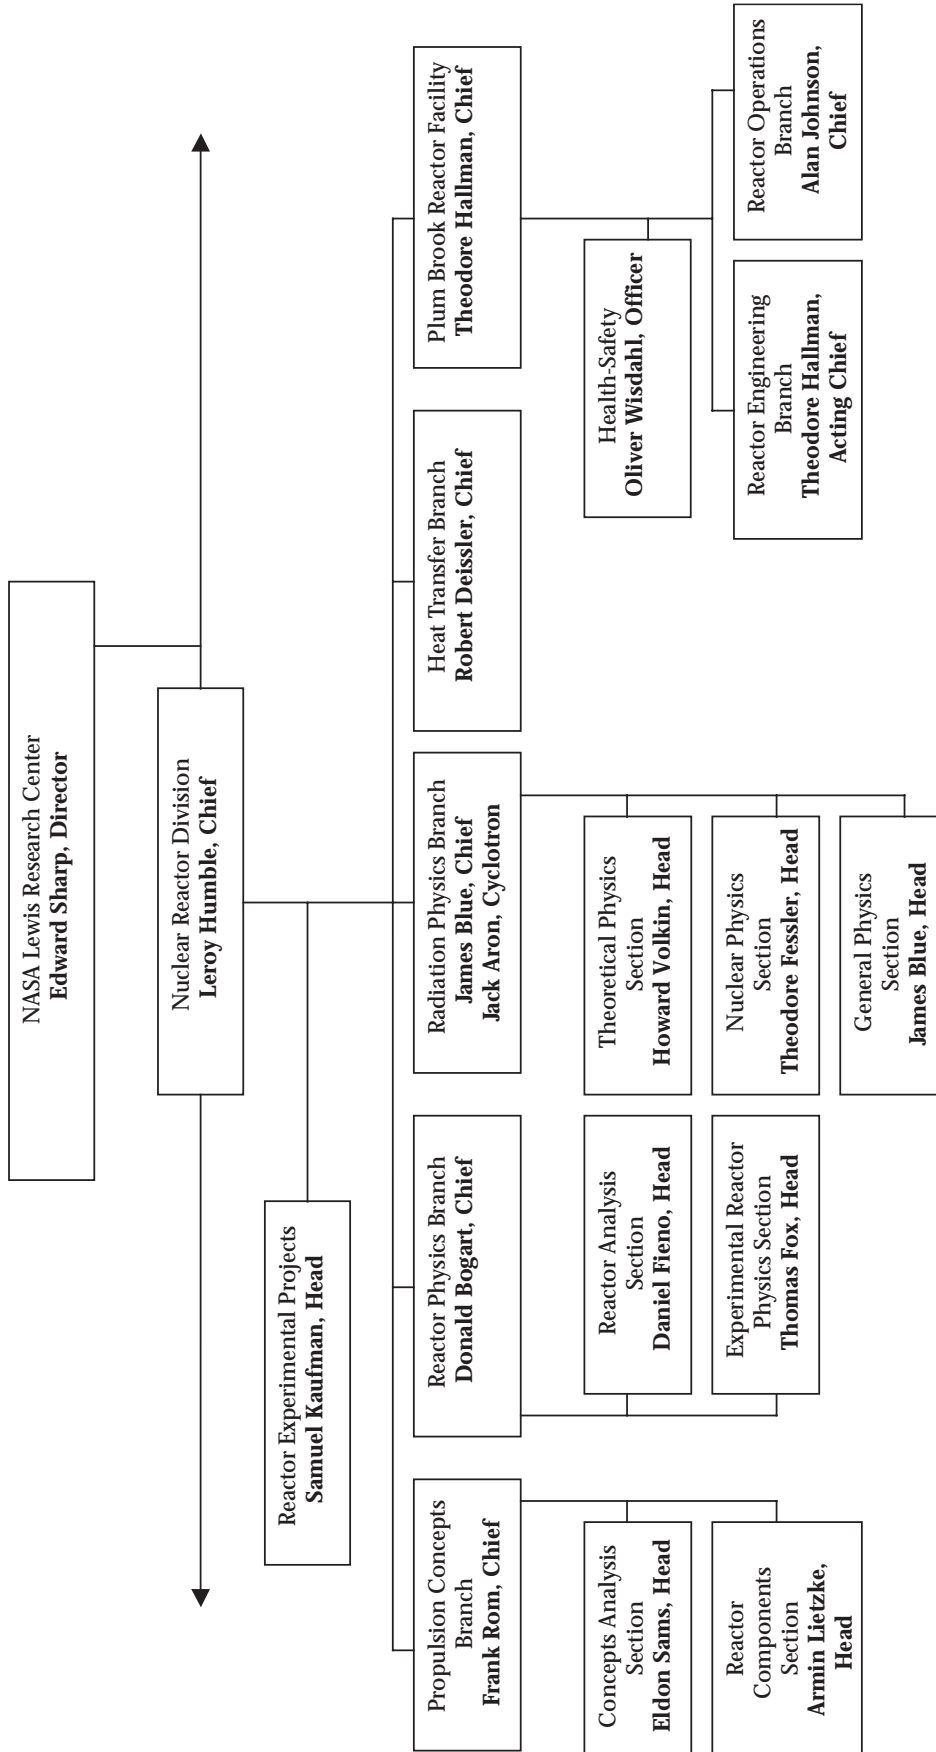 NASA Lewis Research Center
Edward Sharp, Director
Nuclear Reactor Division
Leroy Humble, Chief
Reactor Experimental Projects
Samuel Kaufman, Head
Propulsion Concepts
Branch
Frank Rom, Chief
Reactor Physics Branch
Donald Bogart, Chief
Radiation Physics Branch
James Blue, Chief
Jack Aron, Cyclotron
Heat Transfer Branch
Robert Deissler, Chief
Plum Brook Reactor Facility
Theodore Hallman, Chief
Concepts Analysis
Section
Eldon Sams, Head
Reactor
Components
Section
Armin Lietzke,
Head
Reactor Analysis
Section
Daniel Fieno, Head
Experimental Reactor
Physics Section
Thomas Fox, Head
Theoretical Physics
Section
Howard Volkin, Head
Nuclear Physics
Section
Theodore Fessler, Head
General Physics
Section
James Blue, Head
Health-Safety
Oliver Wisdahl, Officer
Reactor Engineering
Branch
Theodore Hallman,
Acting Chief
Reactor Operations
Branch
Alan Johnson,
Chief